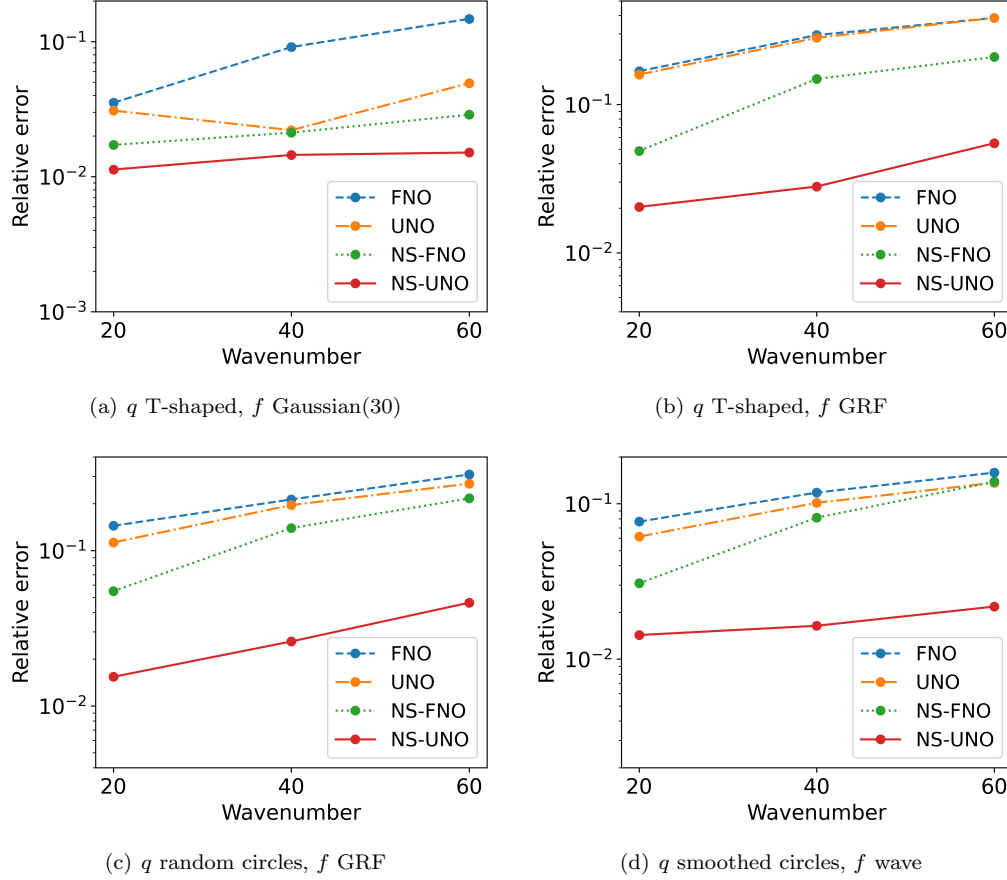 10⁻¹
10⁻²
10⁻³
Relative error
20 40 60
Wavenumber
FNO
UNO
NS-FNO
NS-UNO
(a) q T-shaped, f Gaussian(30)
10⁻¹
10⁻²
Relative error
20 40 60
Wavenumber
FNO
UNO
NS-FNO
NS-UNO
(b) q T-shaped, f GRF
10⁻¹
10⁻²
Relative error
20 40 60
Wavenumber
FNO
UNO
NS-FNO
NS-UNO
(c) q random circles, f GRF
10⁻¹
10⁻²
Relative error
20 40 60
Wavenumber
FNO
UNO
NS-FNO
NS-UNO
(d) q smoothed circles, f wave